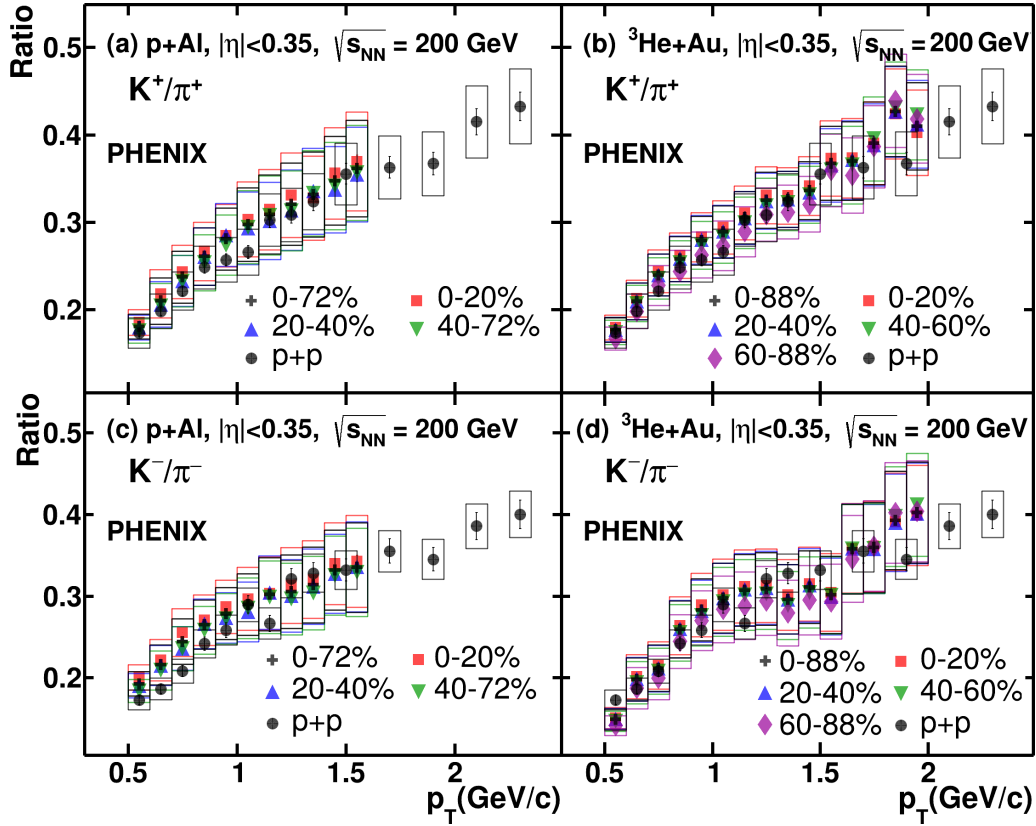 Ratio
(a) p+Al, |η|<0.35, √s_NN = 200 GeV
K⁺/π⁺
PHENIX
0.5
0.4
0.3
0.2
0-72%
0-20%
20-40%
40-72%
p+p
(b) ³He+Au, |η|<0.35, √s_NN = 200 GeV
K⁺/π⁺
PHENIX
0-88%
0-20%
20-40%
40-60%
60-88%
p+p
Ratio
(c) p+Al, |η|<0.35, √s_NN = 200 GeV
K⁻/π⁻
PHENIX
0.5
0.4
0.3
0.2
0-72%
0-20%
20-40%
40-72%
p+p
0.5 1 1.5 2
p_T(GeV/c)
(d) ³He+Au, |η|<0.35, √s_NN = 200 GeV
K⁻/π⁻
PHENIX
0-88%
0-20%
20-40%
40-60%
60-88%
p+p
0.5 1 1.5 2
p_T(GeV/c)